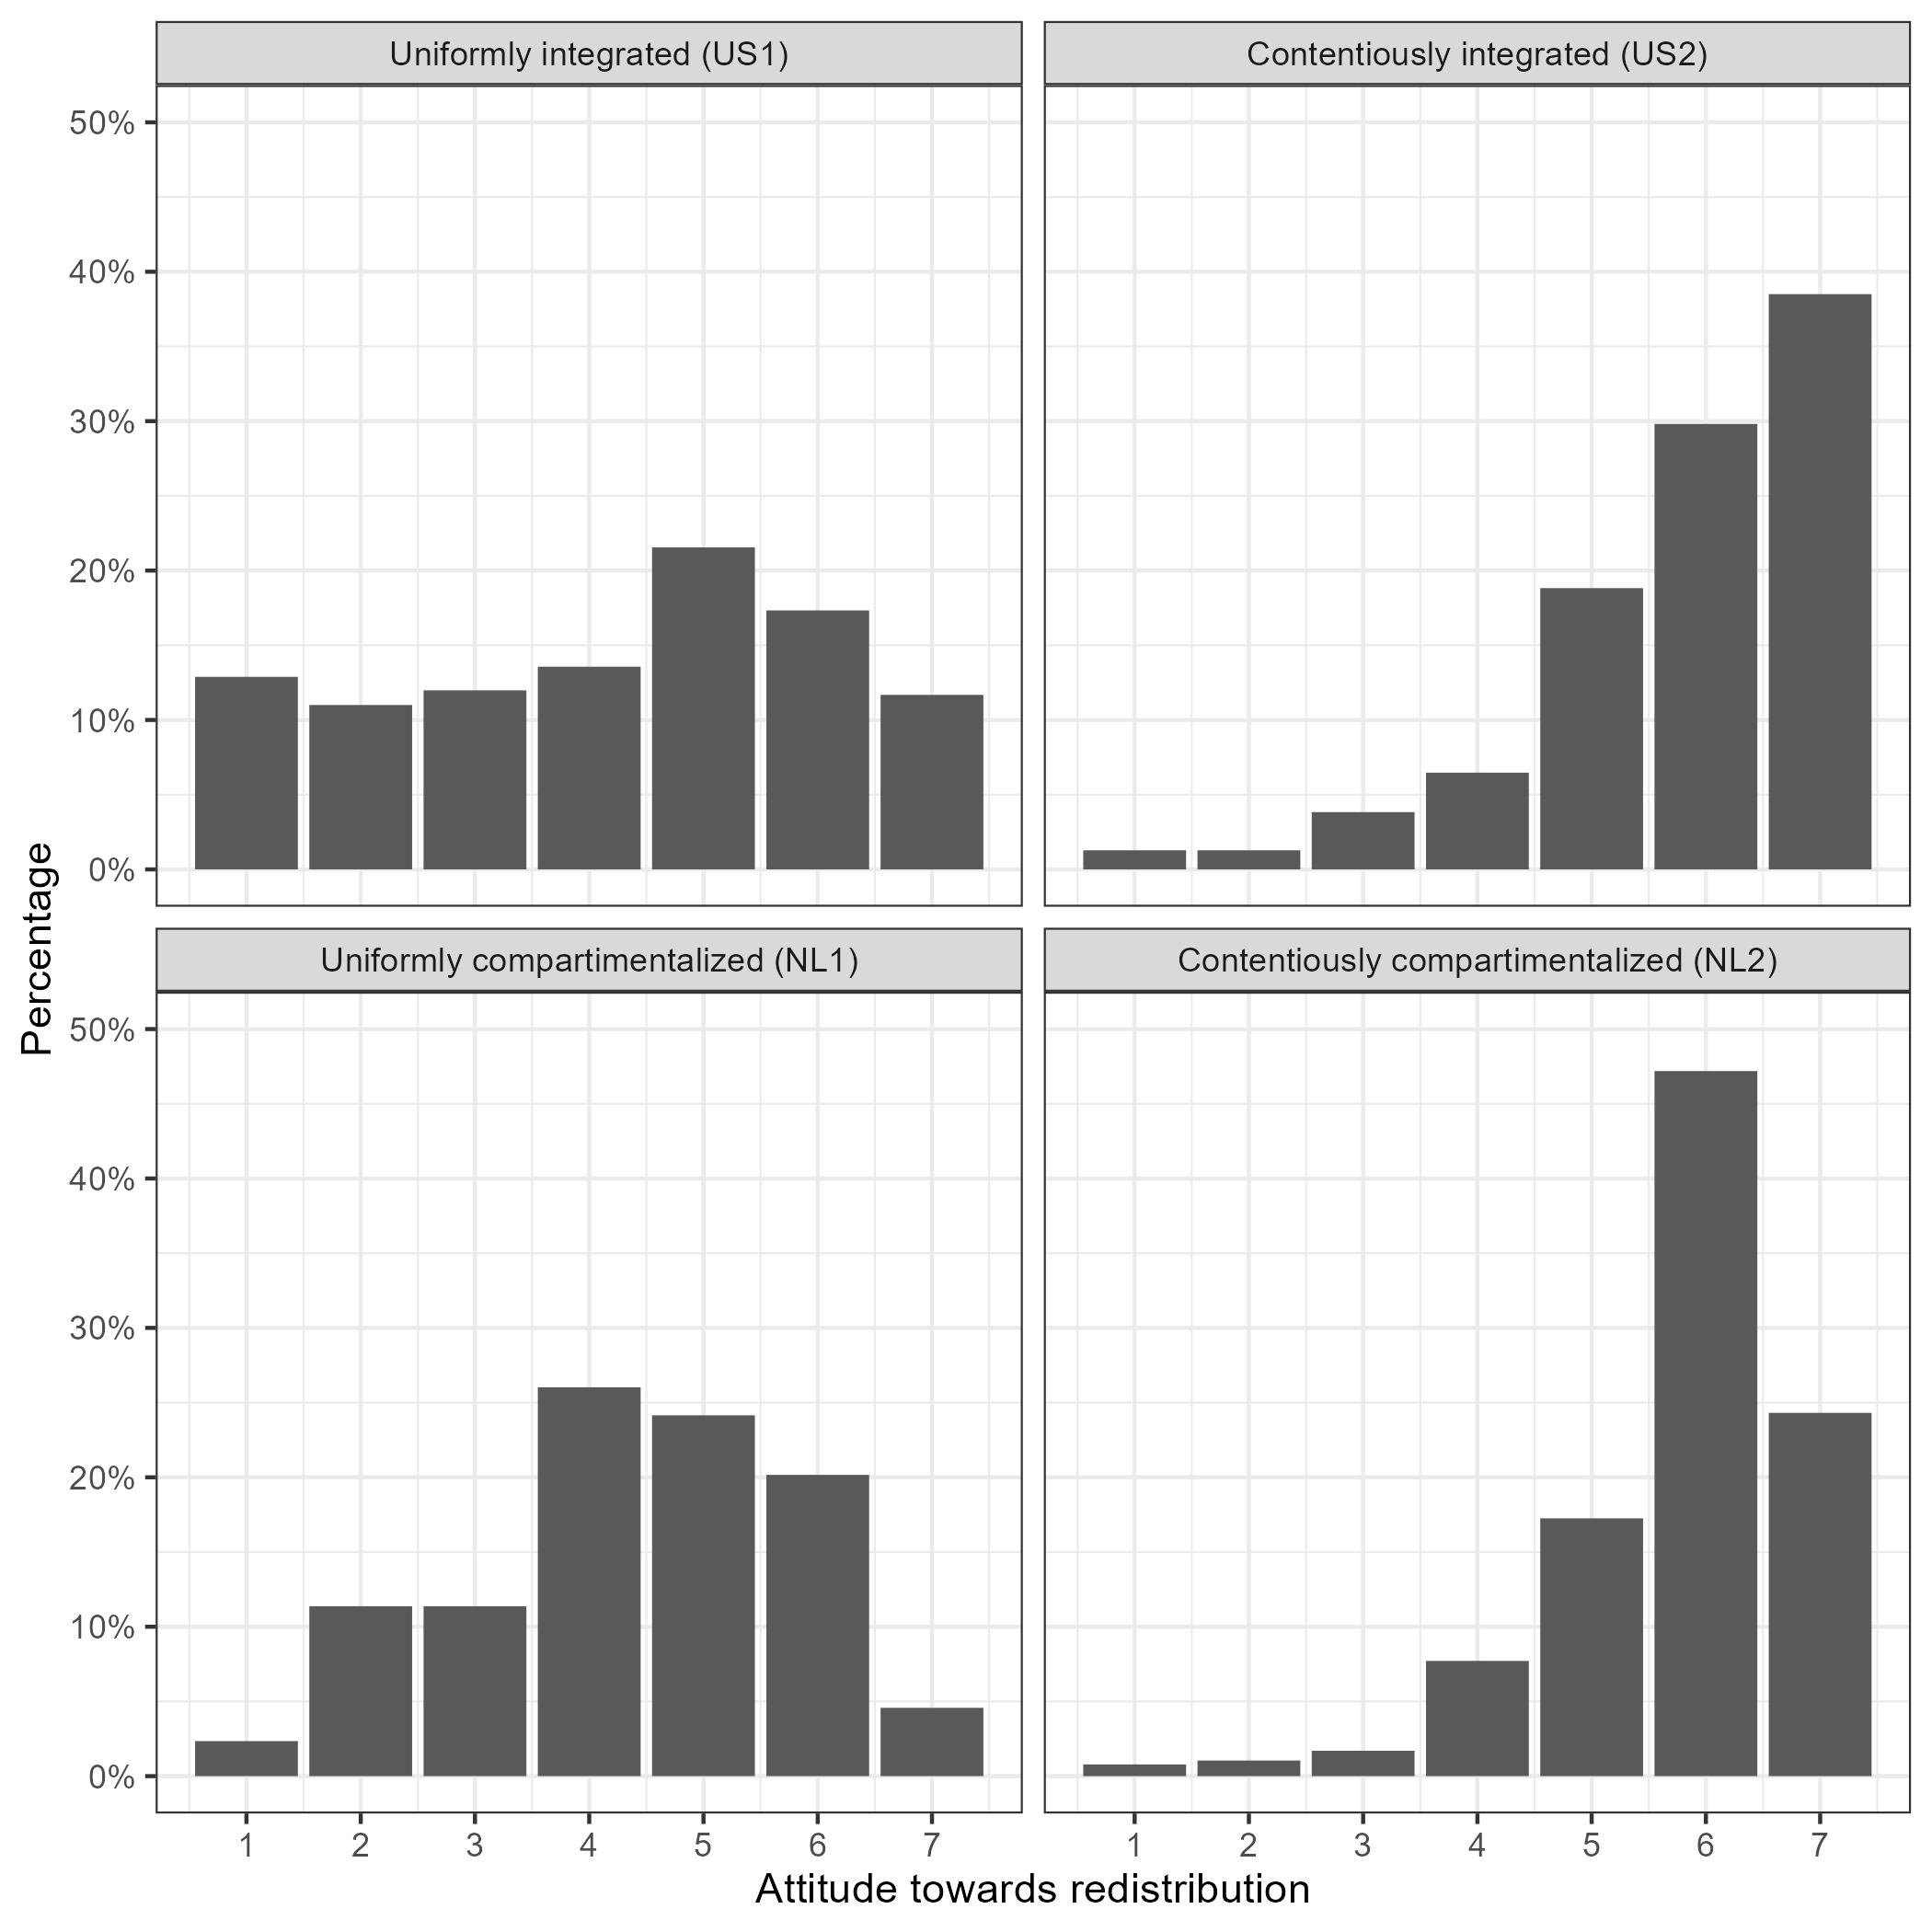 Uniformly integrated (US1)
Contentiously integrated (US2)
50%
40%
30%
20%
10%
0%
Percentage
Uniformly compartimentalized (NL1)
Contentiously compartimentalized (NL2)
50%
40%
30%
20%
10%
0%
1 2 3 4 5 6 7
1 2 3 4 5 6 7
Attitude towards redistribution